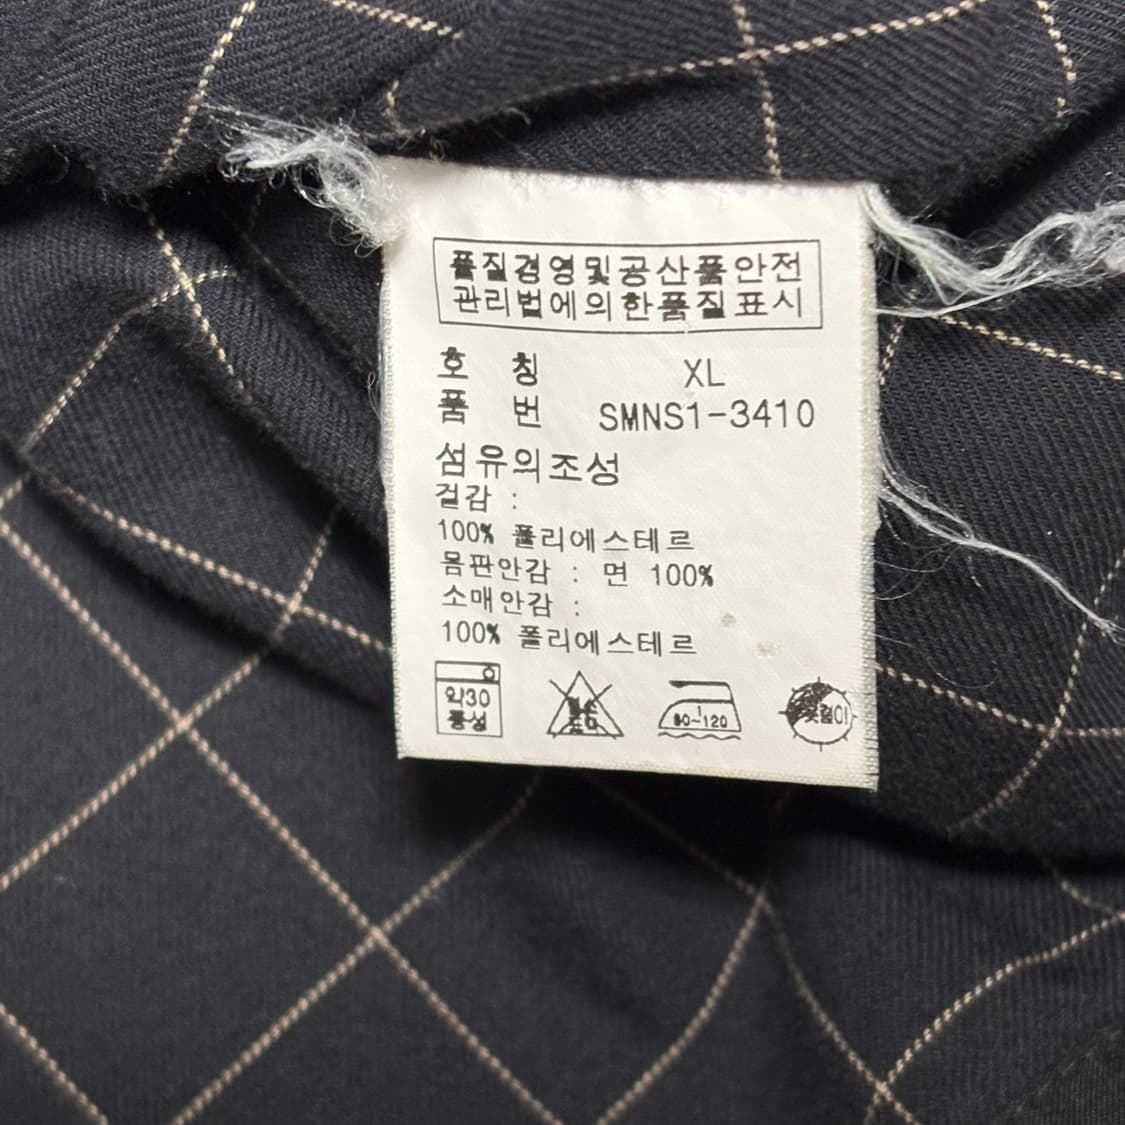 품질경영및공산품안전
관리법에의한품질표시
호 칭 XL
품 번 SMNS1-3410
섬유의조성
겉감 :
100% 폴리에스테르
몸판안감 : 면 100%
소매안감 :
100% 폴리에스테르
약30
중성
80~120
옷걸이